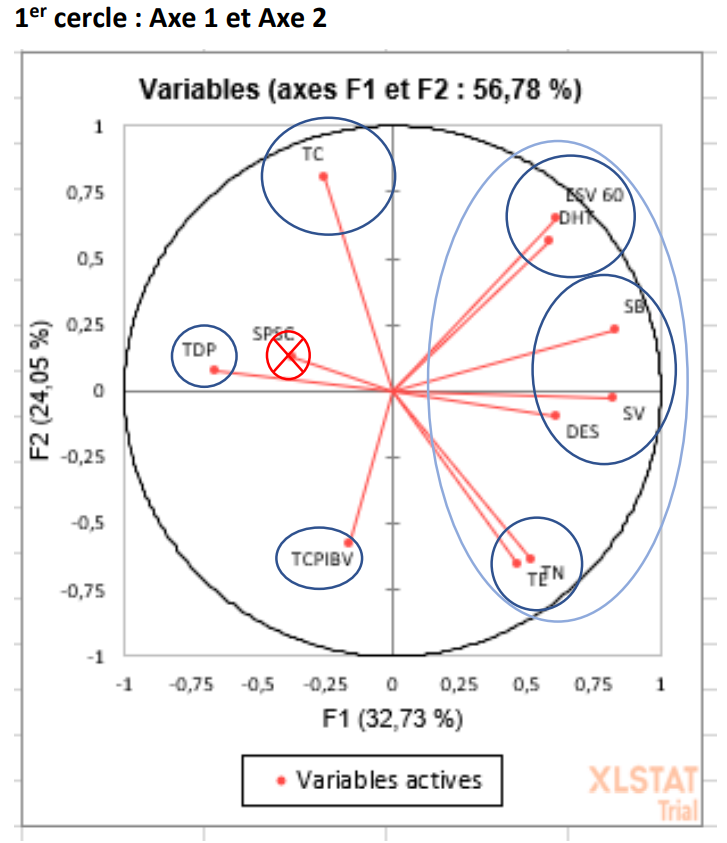 1er cercle : Axe 1 et Axe 2
Variables (axes F1 et F2 : 56,78 %)
1
TC
0,75
ESV 60
DHT
0,5
0,25
SB
SPSC
TDP
0
SV
DES
-0,25
-0,5
TCPIBV
TE
TN
-0,75
-1
F2 (24,05 %)
-1 -0,75 -0,5 -0,25 0 0,25 0,5 0,75 1
F1 (32,73 %)
Variables actives
XLSTAT
Trial